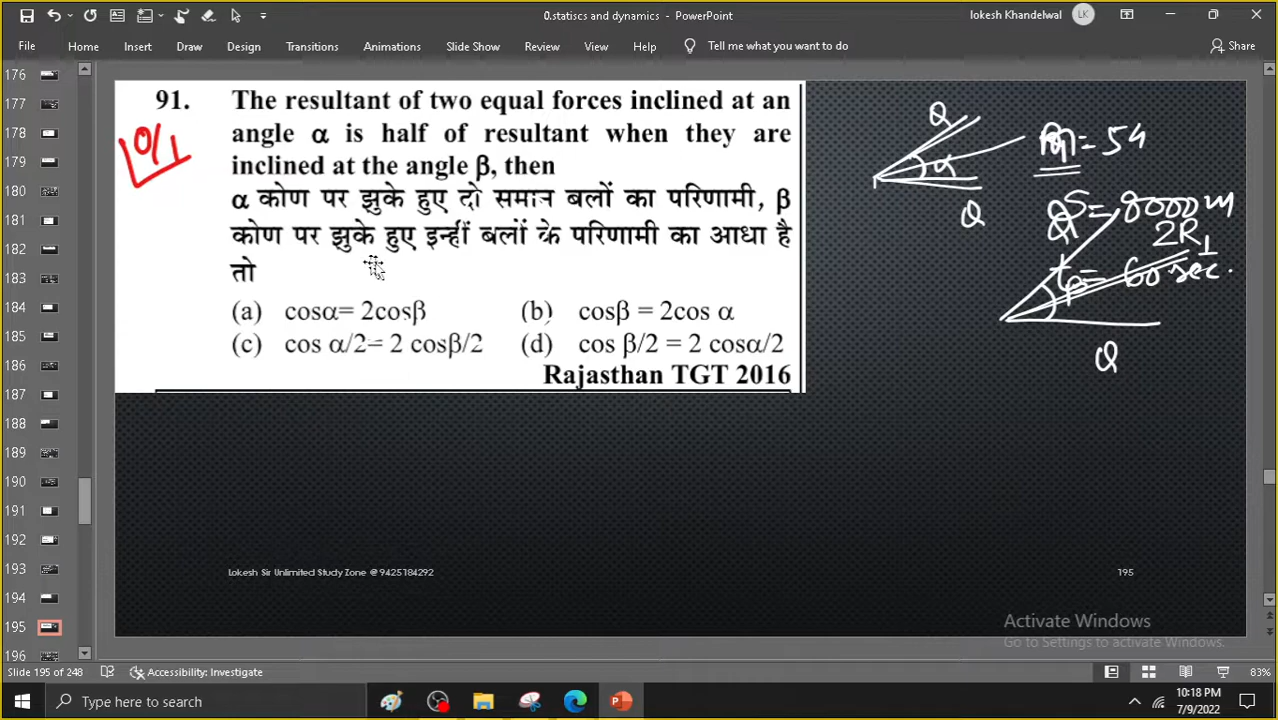 0.statiscs and dynamics - PowerPoint
lokesh Khandelwal
LK
File
Home
Insert
Draw
Design
Transitions
Animations
Slide Show
Review
View
Help
Tell me what you want to do
Share
176
177
178
179
180
181
182
183
184
185
186
187
188
189
190
191
192
193
194
195
196
91. The resultant of two equal forces inclined at an
angle α is half of resultant when they are
inclined at the angle β, then
α कोण पर झुके हुए दो समान बलों का परिणामी, β
कोण पर झुके हुए इन्हीं बलों के परिणामी का आधा है
तो
(a) cosα= 2cosβ (b) cosβ = 2cos α
(c) cos α/2= 2 cosβ/2 (d) cos β/2 = 2 cosα/2
Rajasthan TGT 2016
Q
α
Q
= 54
S = 8000 m
2R1
= 60 sec.
Q
Lokesh Sir Unlimited Study Zone @9425184292
195
Activate Windows
Go to Settings to activate Windows.
Slide 195 of 248
Accessibility: Investigate
83%
Type here to search
10:18 PM
7/9/2022